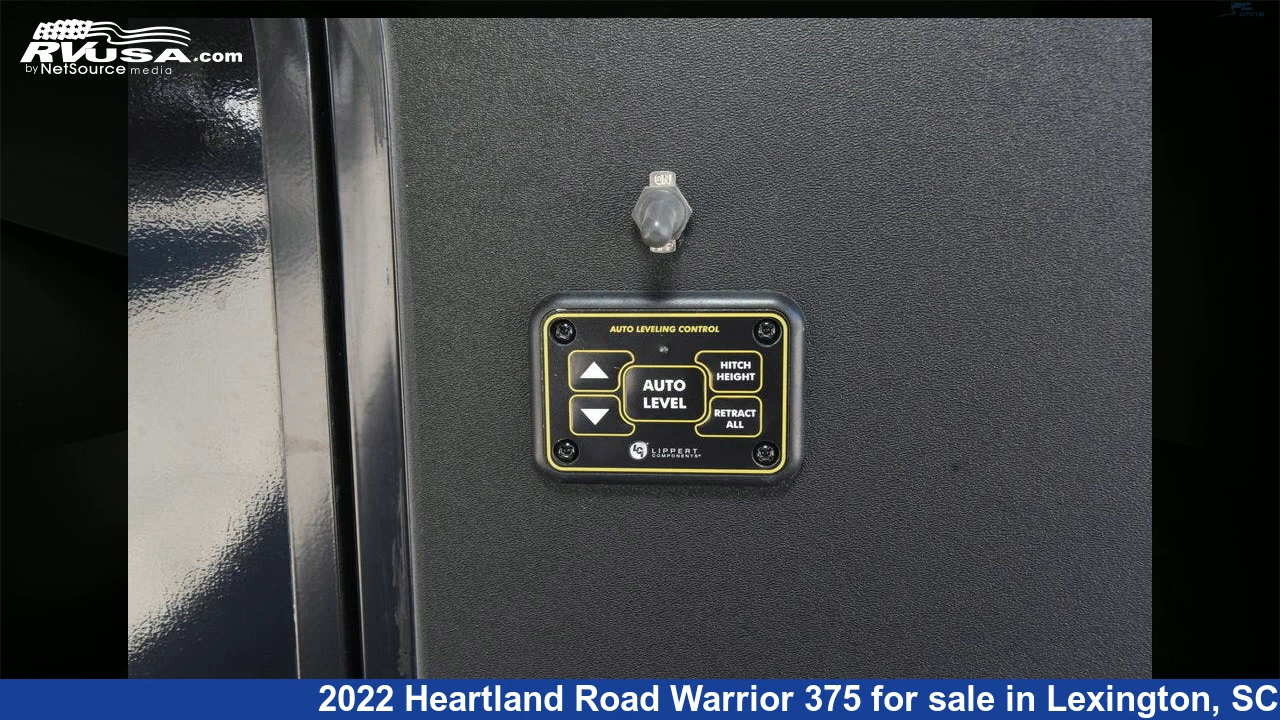 RVUSA.com
by NetSource media
ON
AUTO LEVELING CONTROL
HITCH
HEIGHT
AUTO
LEVEL
RETRACT
ALL
LCI LIPPERT
COMPONENTS®
2022 Heartland Road Warrior 375 for sale in Lexington, SC